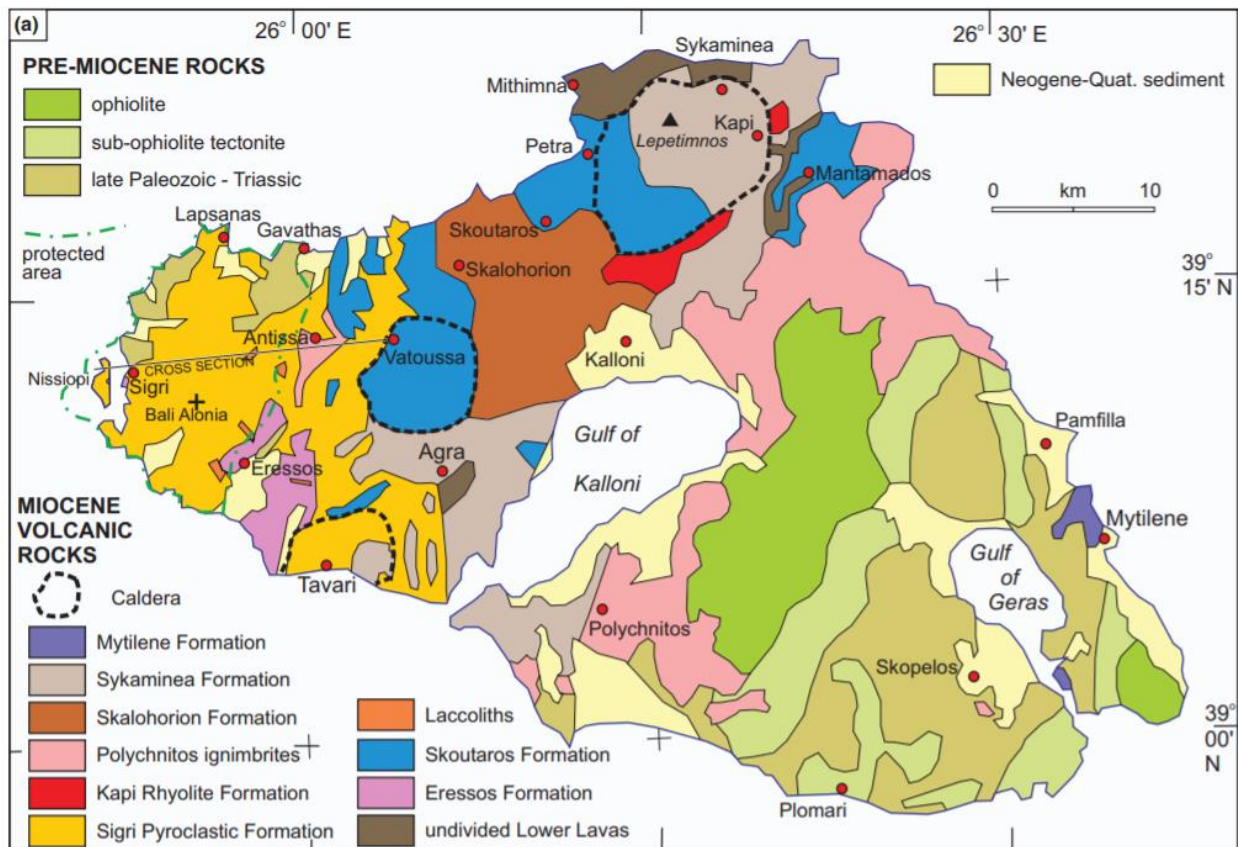 (a)
26° 00' E
26° 30' E
PRE-MIOCENE ROCKS
ophiolite
sub-ophiolite tectonite
late Paleozoic - Triassic
Neogene-Quat. sediment
protected
area
0 km 10
39°
15' N
39°
00'
N
Sykaminea
Mithimna
Lepetimnos
Kapi
Petra
Mantamados
Lapsanas
Gavathas
Skoutaros
Skalohorion
Antissa
Vatoussa
CROSS SECTION
Nissiopi
Sigri
Bali Alonia
Kalloni
Eressos
Agra
Gulf of
Kalloni
Pamfilla
Mytilene
Gulf
of
Geras
Tavari
Polychnitos
Skopelos
Plomari
MIOCENE
VOLCANIC
ROCKS
Caldera
Mytilene Formation
Sykaminea Formation
Skalohorion Formation
Polychnitos ignimbrites
Kapi Rhyolite Formation
Sigri Pyroclastic Formation
Laccoliths
Skoutaros Formation
Eressos Formation
undivided Lower Lavas